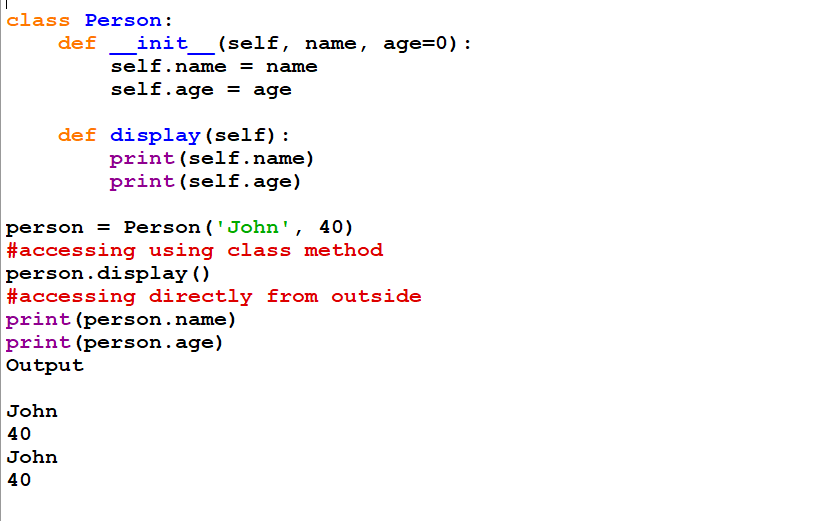 class Person:
    def __init__(self, name, age=0):
        self.name = name
        self.age = age

    def display(self):
        print(self.name)
        print(self.age)

person = Person('John', 40)
#accessing using class method
person.display()
#accessing directly from outside
print(person.name)
print(person.age)
Output

John
40
John
40